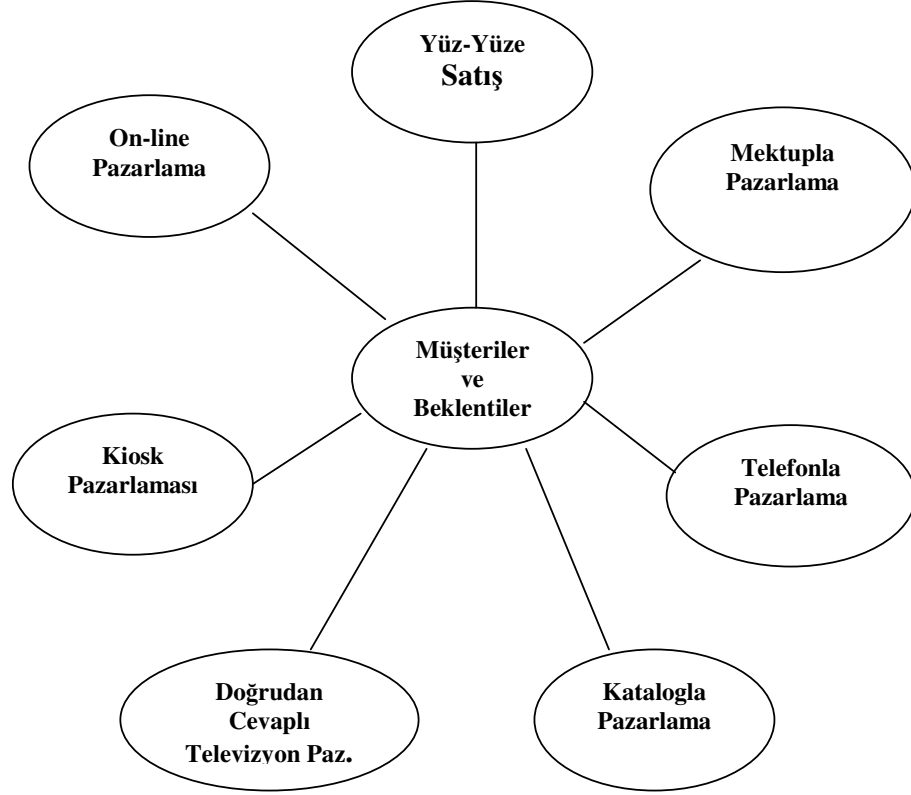 Yüz-Yüze
Satış
On-line
Pazarlama
Mektupla
Pazarlama
Müşteriler
ve
Beklentiler
Kiosk
Pazarlaması
Telefonla
Pazarlama
Doğrudan
Cevaplı
Televizyon Paz.
Katalogla
Pazarlama